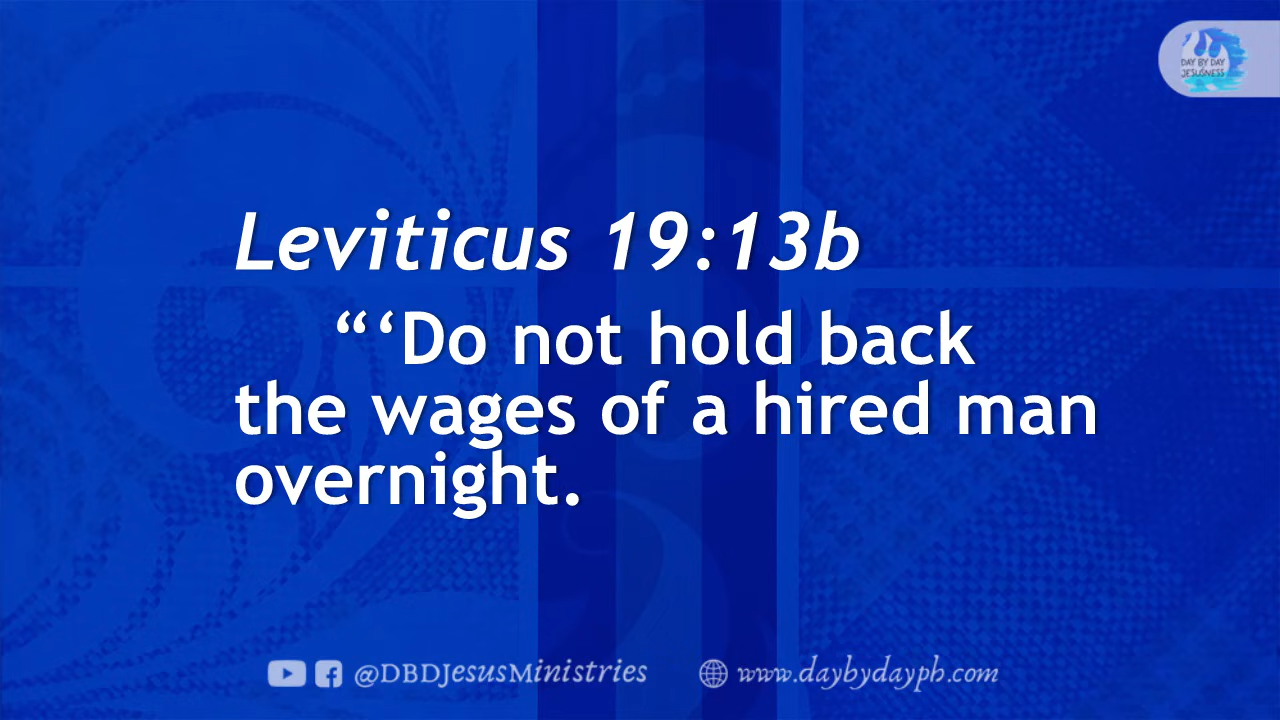 DAY BY DAY
JESUSNESS
Leviticus 19:13b
“‘Do not hold back
the wages of a hired man
overnight.
@DBDJesusMinistries www.daybydayph.com